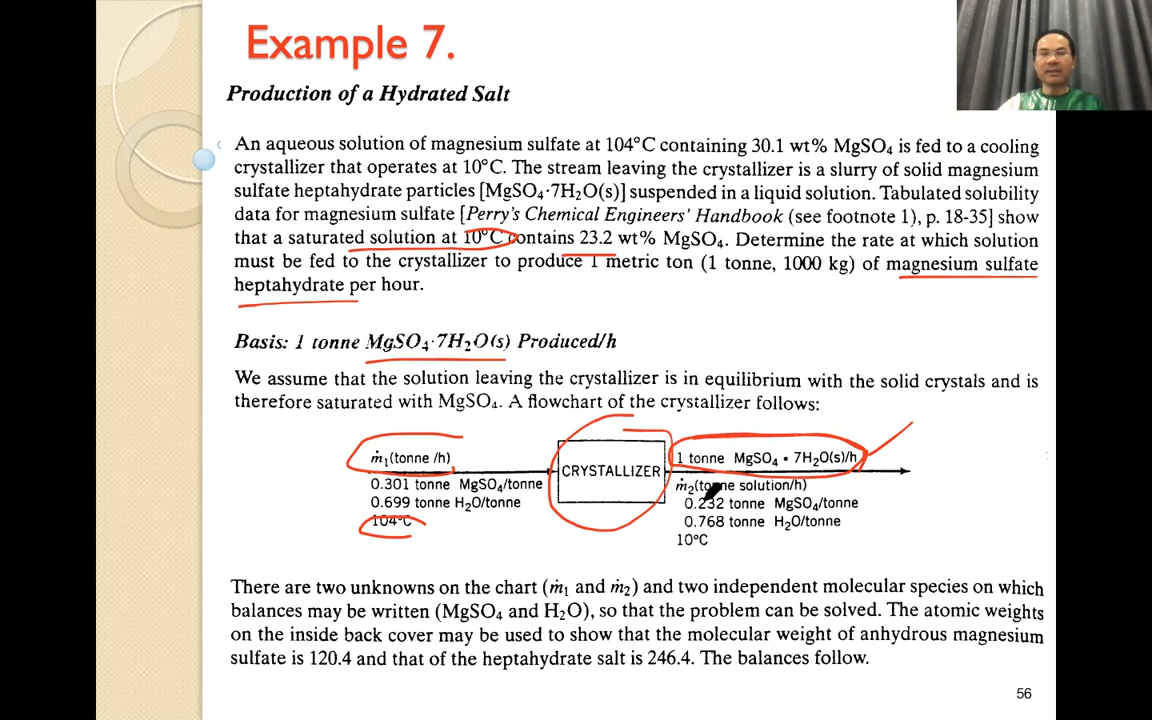 Example 7.
Production of a Hydrated Salt
An aqueous solution of magnesium sulfate at 104°C containing 30.1 wt% MgSO₄ is fed to a cooling
crystallizer that operates at 10°C. The stream leaving the crystallizer is a slurry of solid magnesium
sulfate heptahydrate particles [MgSO₄·7H₂O(s)] suspended in a liquid solution. Tabulated solubility
data for magnesium sulfate [Perry's Chemical Engineers' Handbook (see footnote 1), p. 18-35] show
that a saturated solution at 10°C contains 23.2 wt% MgSO₄. Determine the rate at which solution
must be fed to the crystallizer to produce 1 metric ton (1 tonne, 1000 kg) of magnesium sulfate
heptahydrate per hour.
Basis: 1 tonne MgSO₄·7H₂O(s) Produced/h
We assume that the solution leaving the crystallizer is in equilibrium with the solid crystals and is
therefore saturated with MgSO₄. A flowchart of the crystallizer follows:
ṁ₁(tonne /h)
0.301 tonne MgSO₄/tonne
0.699 tonne H₂O/tonne
104°C
CRYSTALLIZER
1 tonne MgSO₄ • 7H₂O(s)/h
ṁ₂(tonne solution/h)
0.232 tonne MgSO₄/tonne
0.768 tonne H₂O/tonne
10°C
There are two unknowns on the chart (ṁ₁ and ṁ₂) and two independent molecular species on which
balances may be written (MgSO₄ and H₂O), so that the problem can be solved. The atomic weights
on the inside back cover may be used to show that the molecular weight of anhydrous magnesium
sulfate is 120.4 and that of the heptahydrate salt is 246.4. The balances follow.
56